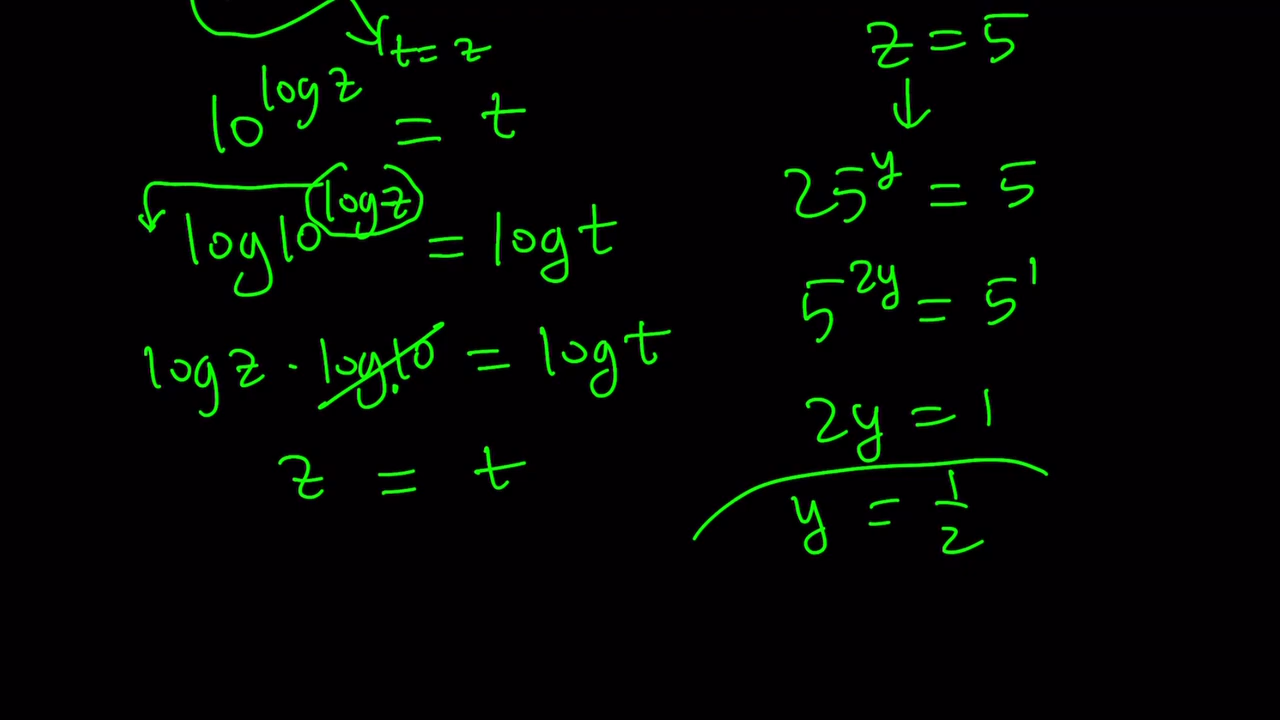 t = z
10^{log z} = t
log 10^{log z} = log t
log z · log 10 = log t
z = t
z = 5
↓
25^y = 5
5^{2y} = 5^1
2y = 1
y = 1/2